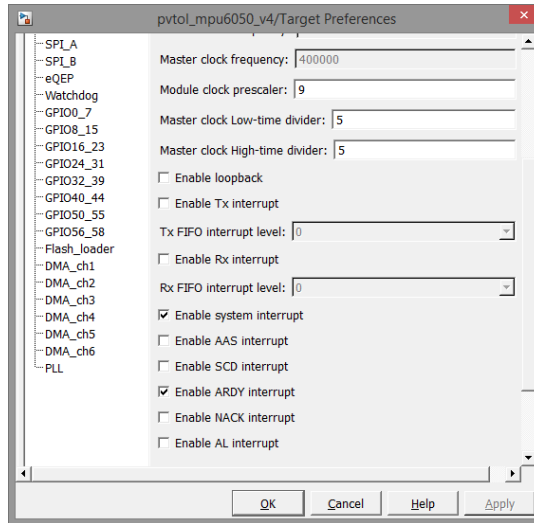 pvtol_mpu6050_v4/Target Preferences
SPI_A
SPI_B
eQEP
Watchdog
GPIO0_7
GPIO8_15
GPIO16_23
GPIO24_31
GPIO32_39
GPIO40_44
GPIO50_55
GPIO56_58
Flash_loader
DMA_ch1
DMA_ch2
DMA_ch3
DMA_ch4
DMA_ch5
DMA_ch6
PLL
Master clock frequency: 400000
Module clock prescaler: 9
Master clock Low-time divider: 5
Master clock High-time divider: 5
Enable loopback
Enable Tx interrupt
Tx FIFO interrupt level: 0
Enable Rx interrupt
Rx FIFO interrupt level: 0
Enable system interrupt
Enable AAS interrupt
Enable SCD interrupt
Enable ARDY interrupt
Enable NACK interrupt
Enable AL interrupt
OK Cancel Help Apply